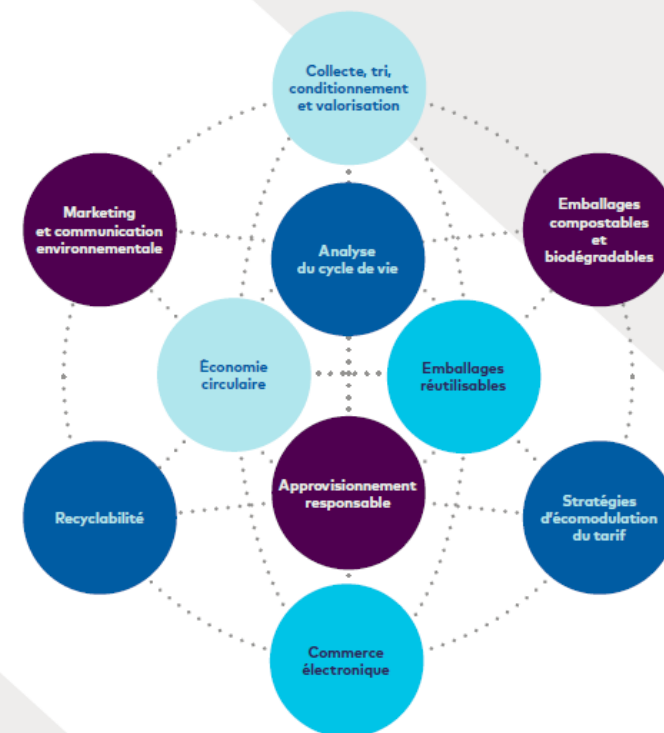 Collecte, tri,
conditionnement
et valorisation
Marketing
et communication
environnementale
Emballages
compostables
et
biodégradables
Analyse
du cycle de vie
Économie
circulaire
Emballages
réutilisables
Approvisionnement
responsable
Recyclabilité
Stratégies
d'écomodulation
du tarif
Commerce
électronique